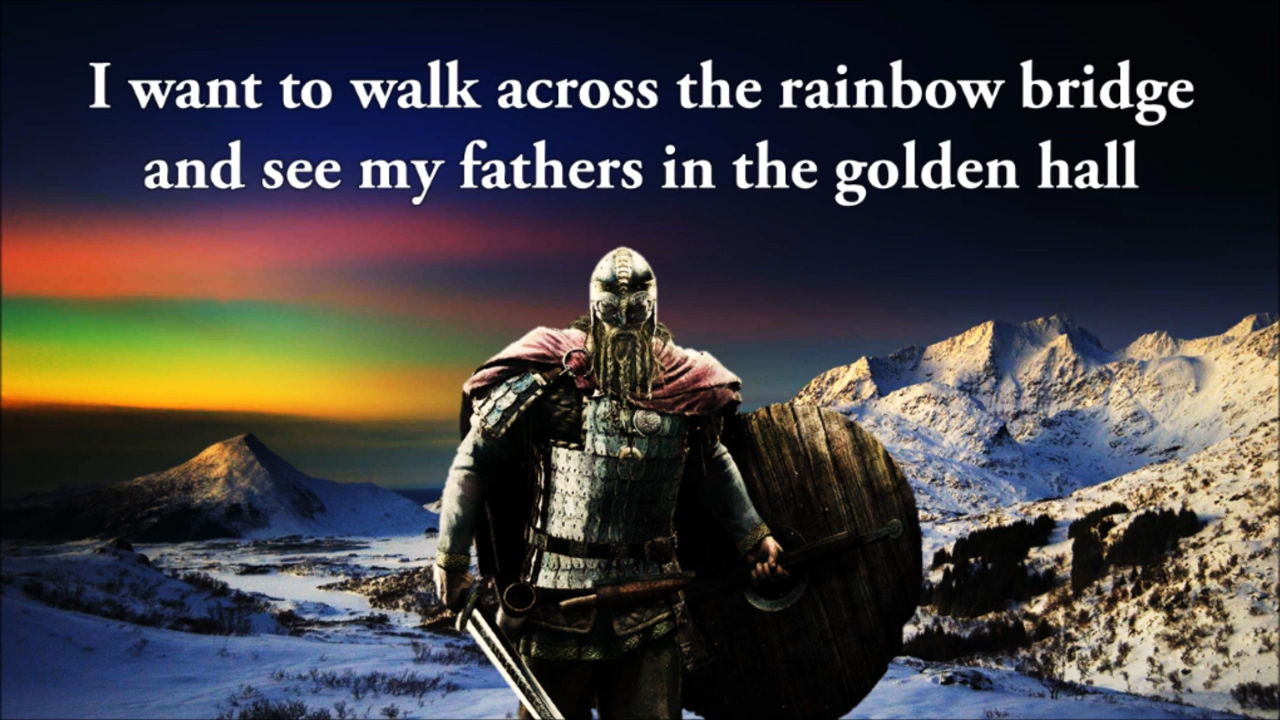 I want to walk across the rainbow bridge
and see my fathers in the golden hall